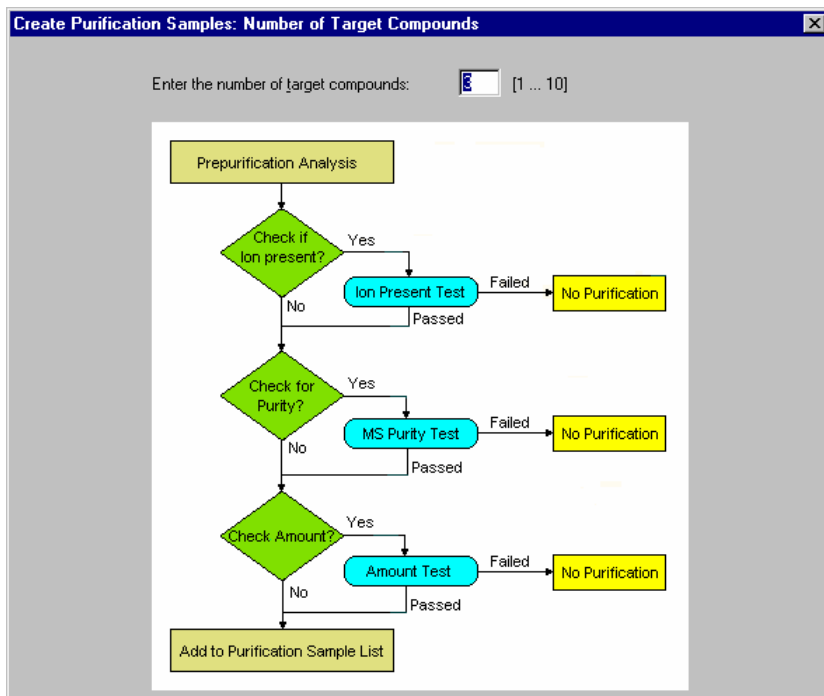 Create Purification Samples: Number of Target Compounds
Enter the number of target compounds: 3 [1 ... 10]
Prepurification Analysis
Check if
Ion present?
Yes
Ion Present Test
Failed
No Purification
No
Passed
Check for
Purity?
Yes
MS Purity Test
Failed
No Purification
No
Passed
Check Amount?
Yes
Amount Test
Failed
No Purification
No
Passed
Add to Purification Sample List